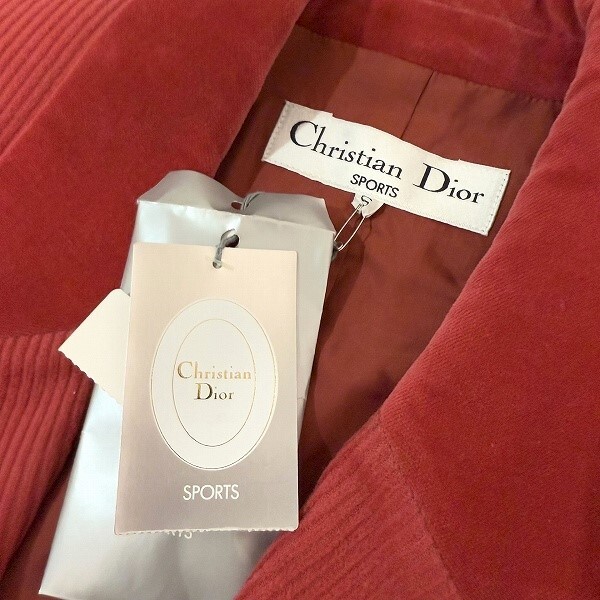 Christian Dior
SPORTS
S
Christian
Dior
SPORTS